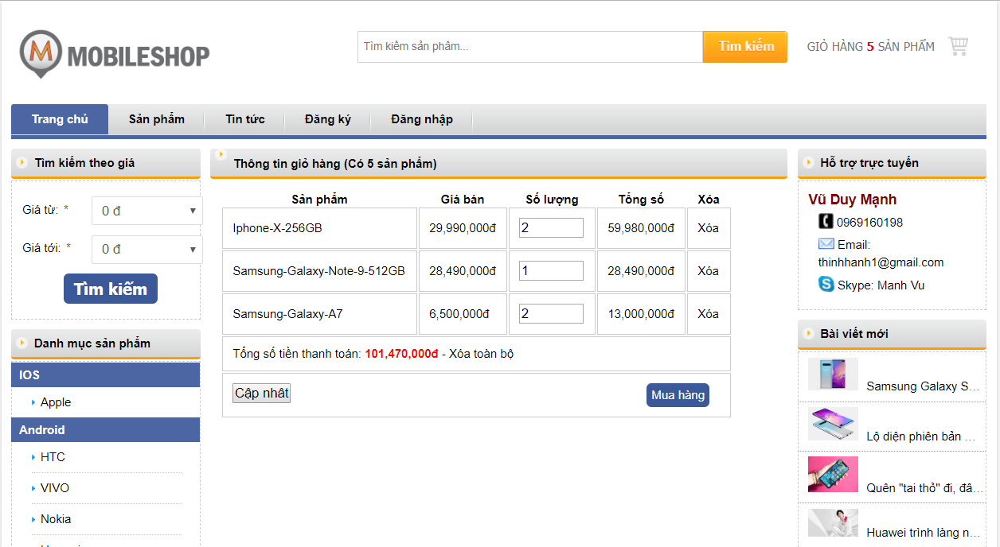 M MOBILESHOP
Tìm kiếm sản phẩm...
Tìm kiếm
GIỎ HÀNG 5 SẢN PHẨM
Trang chủ
Sản phẩm
Tin tức
Đăng ký
Đăng nhập
Tìm kiếm theo giá
Giá từ: *
0 đ
Giá tới: *
0 đ
Tìm kiếm
Danh mục sản phẩm
IOS
Apple
Android
HTC
VIVO
Nokia
Thông tin giỏ hàng (Có 5 sản phẩm)
Sản phẩm Giá bán Số lượng Tổng số Xóa
Iphone-X-256GB 29,990,000đ 2 59,980,000đ Xóa
Samsung-Galaxy-Note-9-512GB 28,490,000đ 1 28,490,000đ Xóa
Samsung-Galaxy-A7 6,500,000đ 2 13,000,000đ Xóa
Tổng số tiền thanh toán: 101,470,000đ - Xóa toàn bộ
Cập nhât
Mua hàng
Hỗ trợ trực tuyến
Vũ Duy Mạnh
0969160198
Email:
thinhhanh1@gmail.com
Skype: Manh Vu
Bài viết mới
Samsung Galaxy S...
Lộ diện phiên bản ...
Quên "tai thỏ" đi, đâ...
Huawei trình làng n...